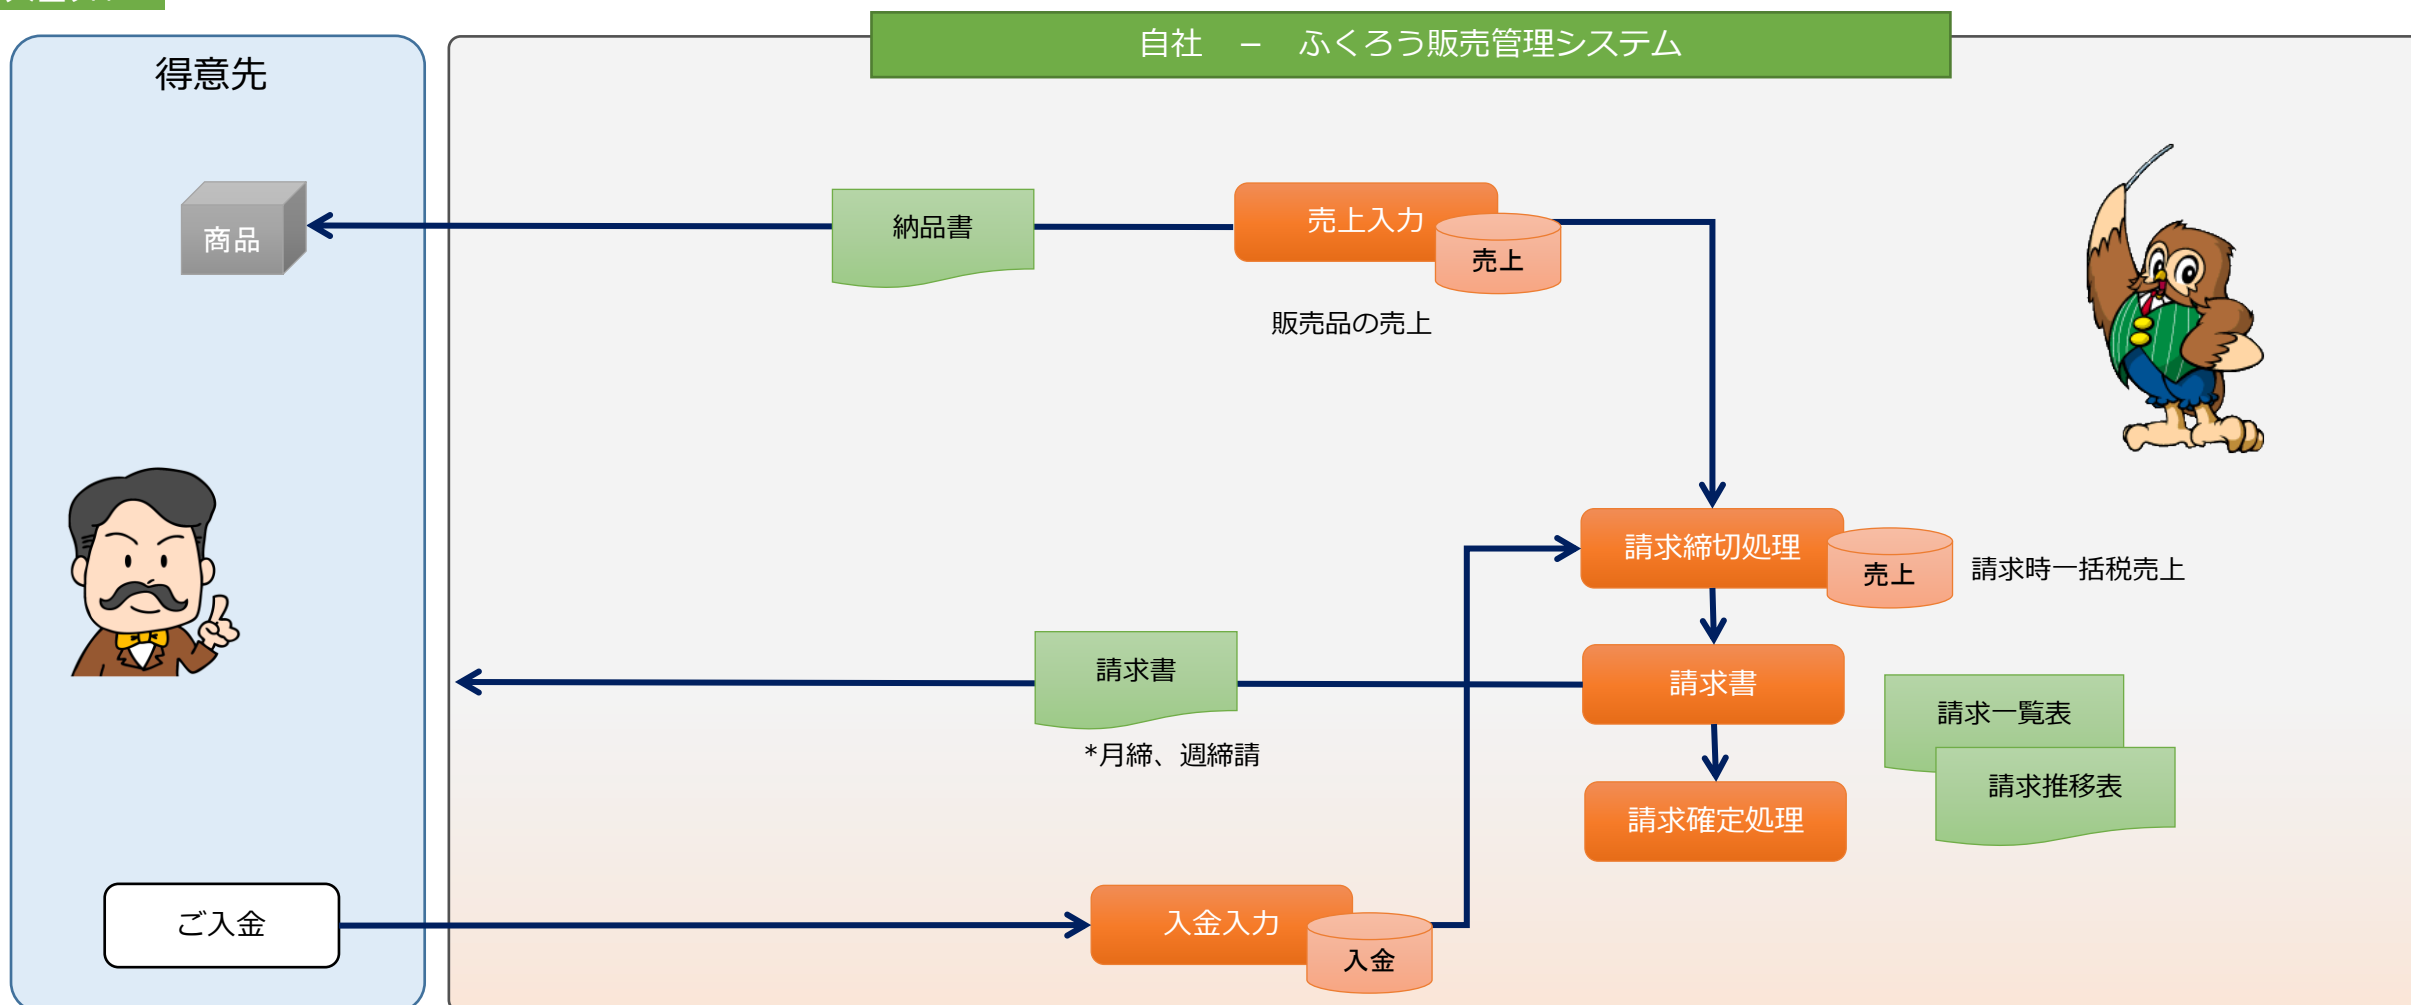 自社 － ふくろう販売管理システム
得意先
商品
納品書
売上入力
売上
販売品の売上
請求締切処理
売上
請求時一括税売上
請求書
請求書
*月締、週締請
請求一覧表
請求推移表
請求確定処理
ご入金
入金入力
入金